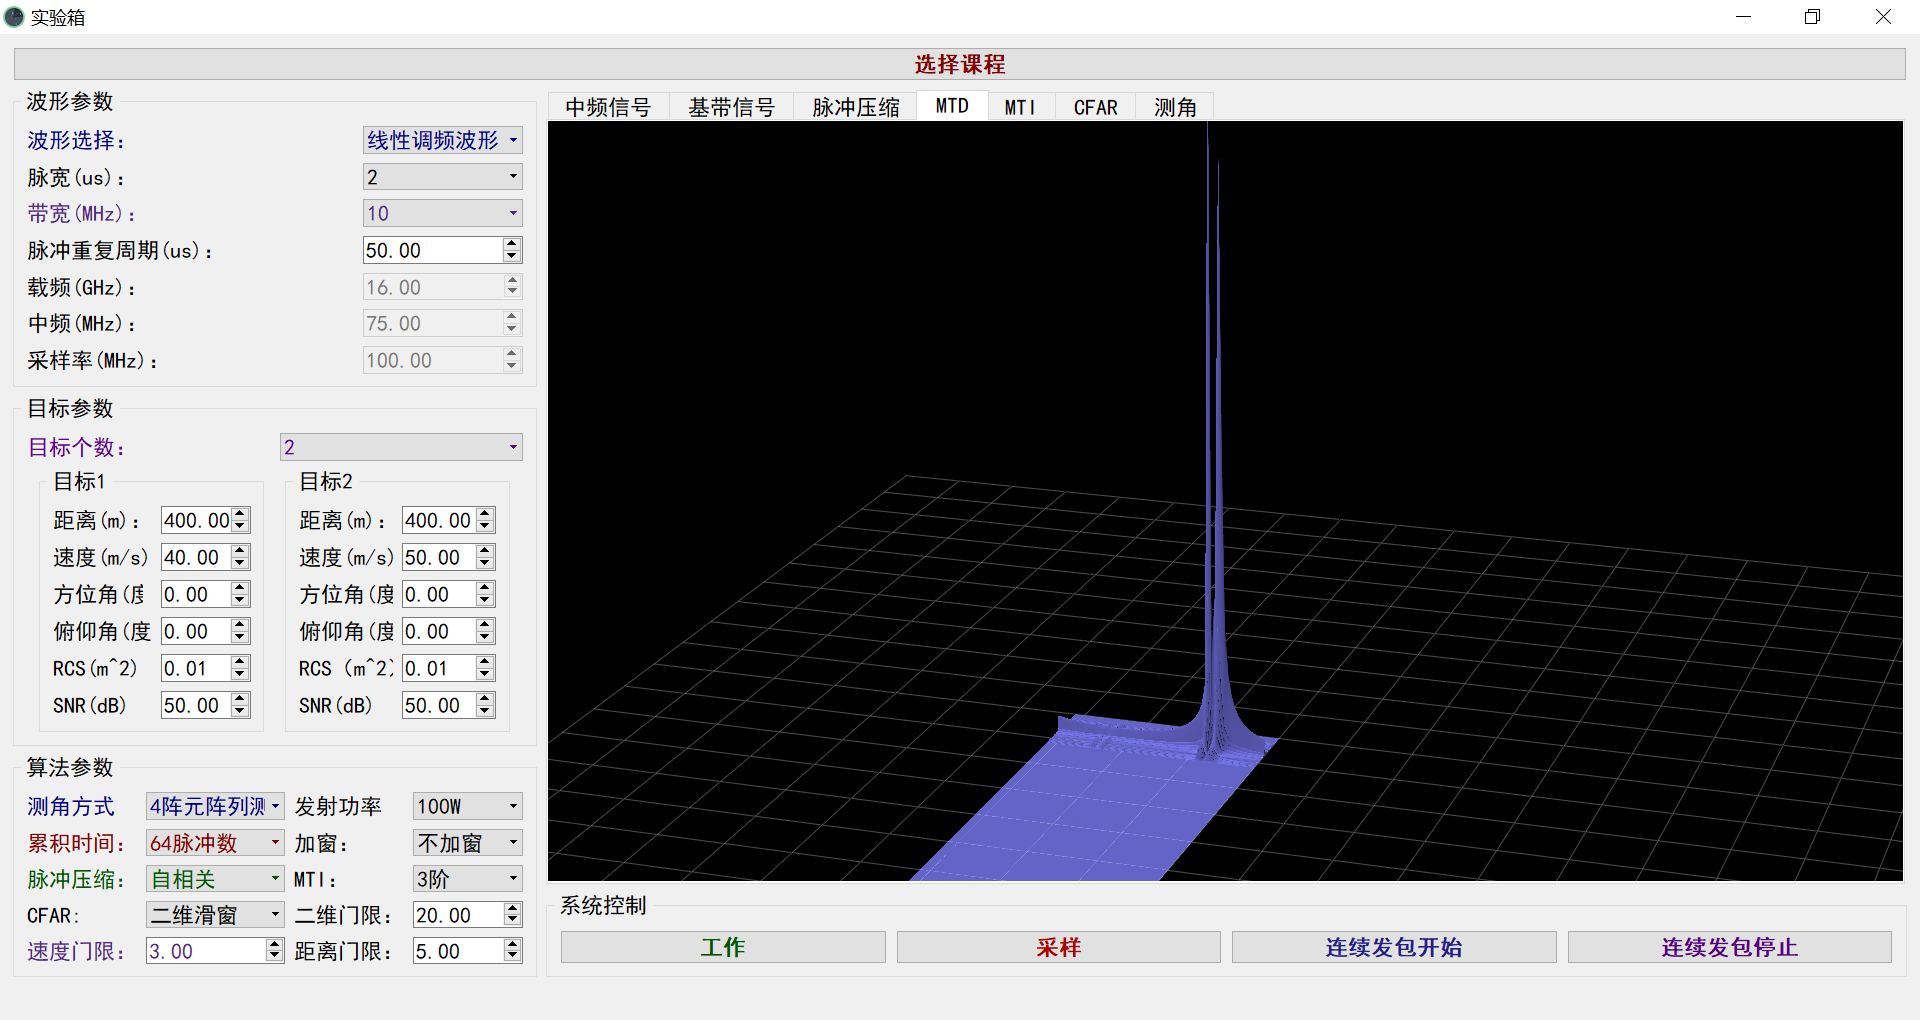 实验箱
选择课程
波形参数
波形选择: 线性调频波形
脉宽(us): 2
带宽(MHz): 10
脉冲重复周期(us): 50.00
载频(GHz): 16.00
中频(MHz): 75.00
采样率(MHz): 100.00
目标参数
目标个数: 2
目标1
距离(m): 400.00
速度(m/s) 40.00
方位角(度 0.00
俯仰角(度 0.00
RCS(m^2) 0.01
SNR(dB) 50.00
目标2
距离(m): 400.00
速度(m/s) 50.00
方位角(度 0.00
俯仰角(度 0.00
RCS (m^2) 0.01
SNR(dB) 50.00
算法参数
测角方式 4阵元阵列测 发射功率 100W
累积时间: 64脉冲数 加窗: 不加窗
脉冲压缩: 自相关 MTI: 3阶
CFAR: 二维滑窗 二维门限: 20.00
速度门限: 3.00 距离门限: 5.00
中频信号 基带信号 脉冲压缩 MTD MTI CFAR 测角
系统控制
工作 采样 连续发包开始 连续发包停止